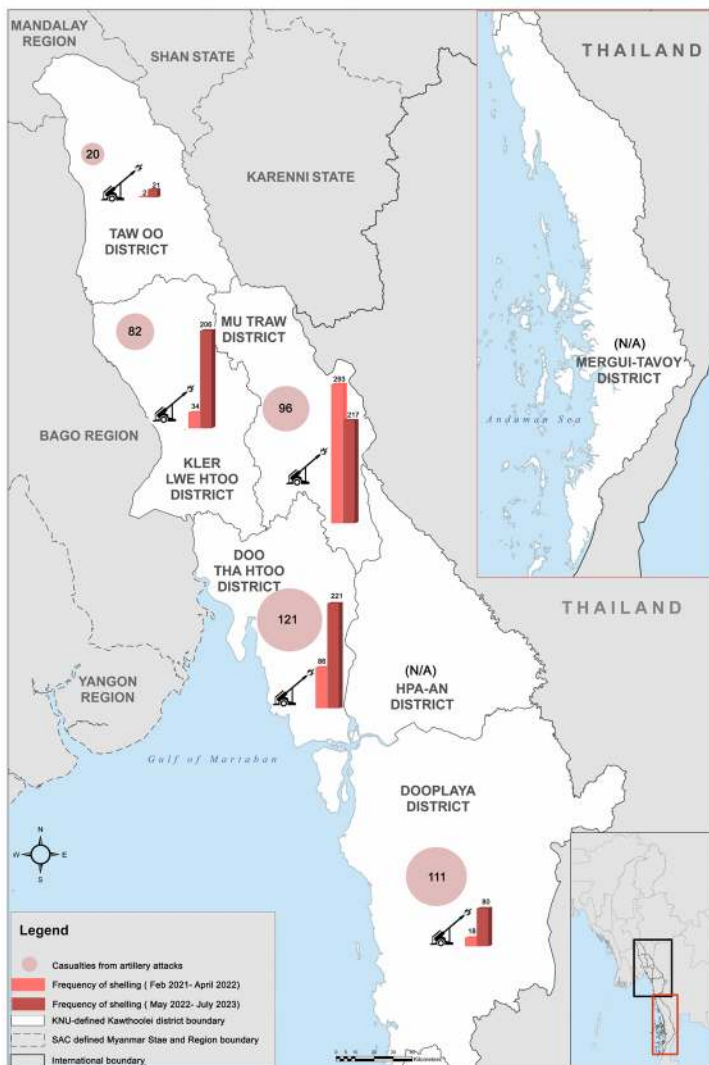 MANDALAY
REGION
SHAN STATE
THAILAND
KARENNI STATE
20
2
21
TAW OO
DISTRICT
82
206
34
MU TRAW
DISTRICT
293
217
96
(N/A)
MERGUI-TAVOY
DISTRICT
Andaman Sea
BAGO REGION
KLER
LWE HTOO
DISTRICT
DOO
THA HTOO
DISTRICT
THAILAND
121
221
86
(N/A)
HPA-AN
DISTRICT
YANGON
REGION
Gulf of Martaban
DOOPLAYA
DISTRICT
111
80
18
N
W
E
S
Legend
Casualties from artillery attacks
Frequency of shelling ( Feb 2021- April 2022)
Frequency of shelling ( May 2022- July 2023)
KNU-defined Kawthoolei district boundary
SAC defined Myanmar Stae and Region boundary
International boundary
Kilometers